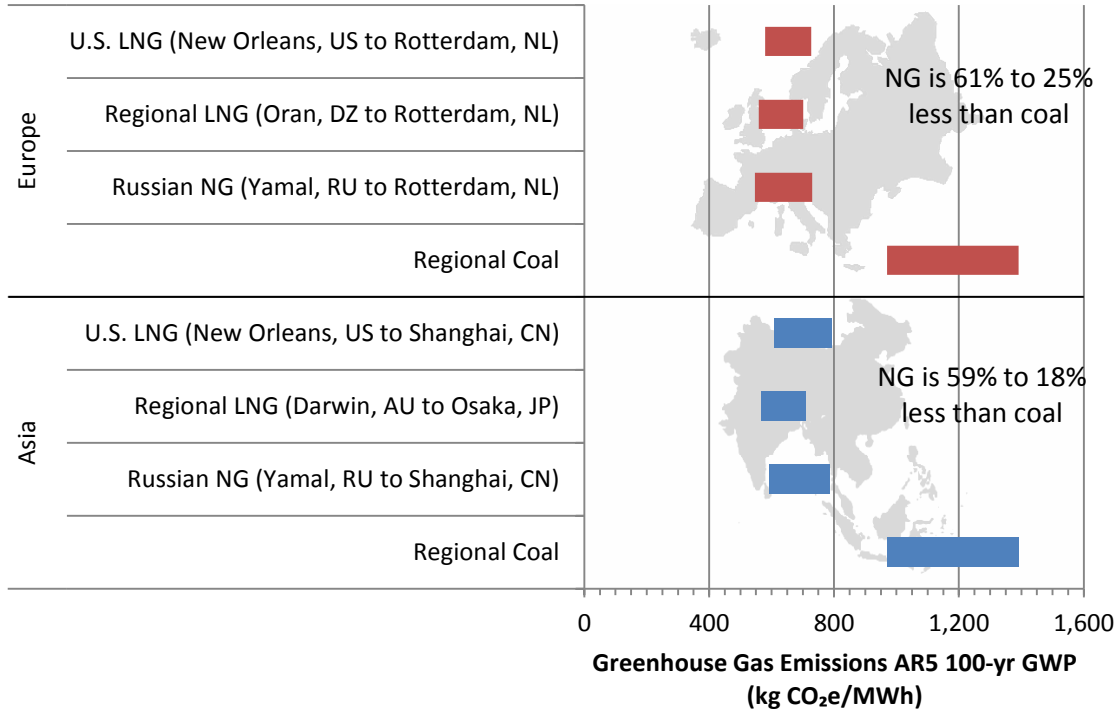 Europe
U.S. LNG (New Orleans, US to Rotterdam, NL)
Regional LNG (Oran, DZ to Rotterdam, NL)
Russian NG (Yamal, RU to Rotterdam, NL)
Regional Coal
NG is 61% to 25%
less than coal
Asia
U.S. LNG (New Orleans, US to Shanghai, CN)
Regional LNG (Darwin, AU to Osaka, JP)
Russian NG (Yamal, RU to Shanghai, CN)
Regional Coal
NG is 59% to 18%
less than coal
0 400 800 1,200 1,600
Greenhouse Gas Emissions AR5 100-yr GWP
(kg CO₂e/MWh)